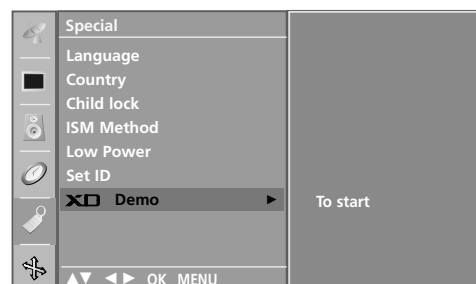 Special
Language
Country
Child lock
ISM Method
Low Power
Set ID
XD Demo ►
To start
▲▼ ◄► OK MENU